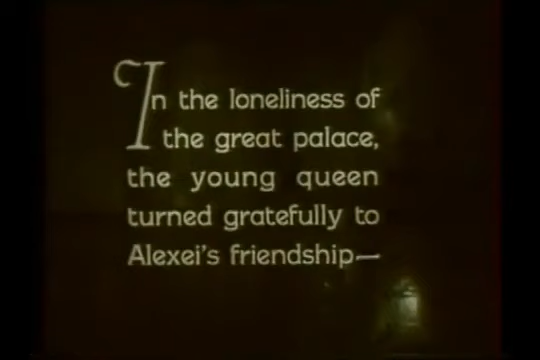 In the loneliness of
the great palace,
the young queen
turned gratefully to
Alexei's friendship—